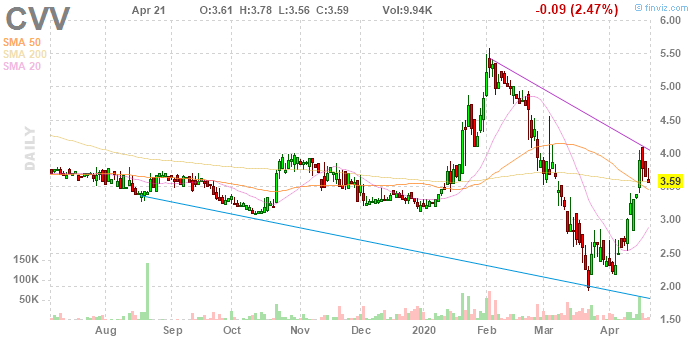 CVV Apr 21 O:3.61 H:3.78 L:3.56 C:3.59 Vol:9.94K -0.09 (2.47%) @ finviz.com
SMA 50
SMA 200
SMA 20
DAILY
6.00
5.50
5.00
4.50
4.00
3.59
3.00
2.50
2.00
1.50
150K
100K
50K
Aug Sep Oct Nov Dec 2020 Feb Mar Apr